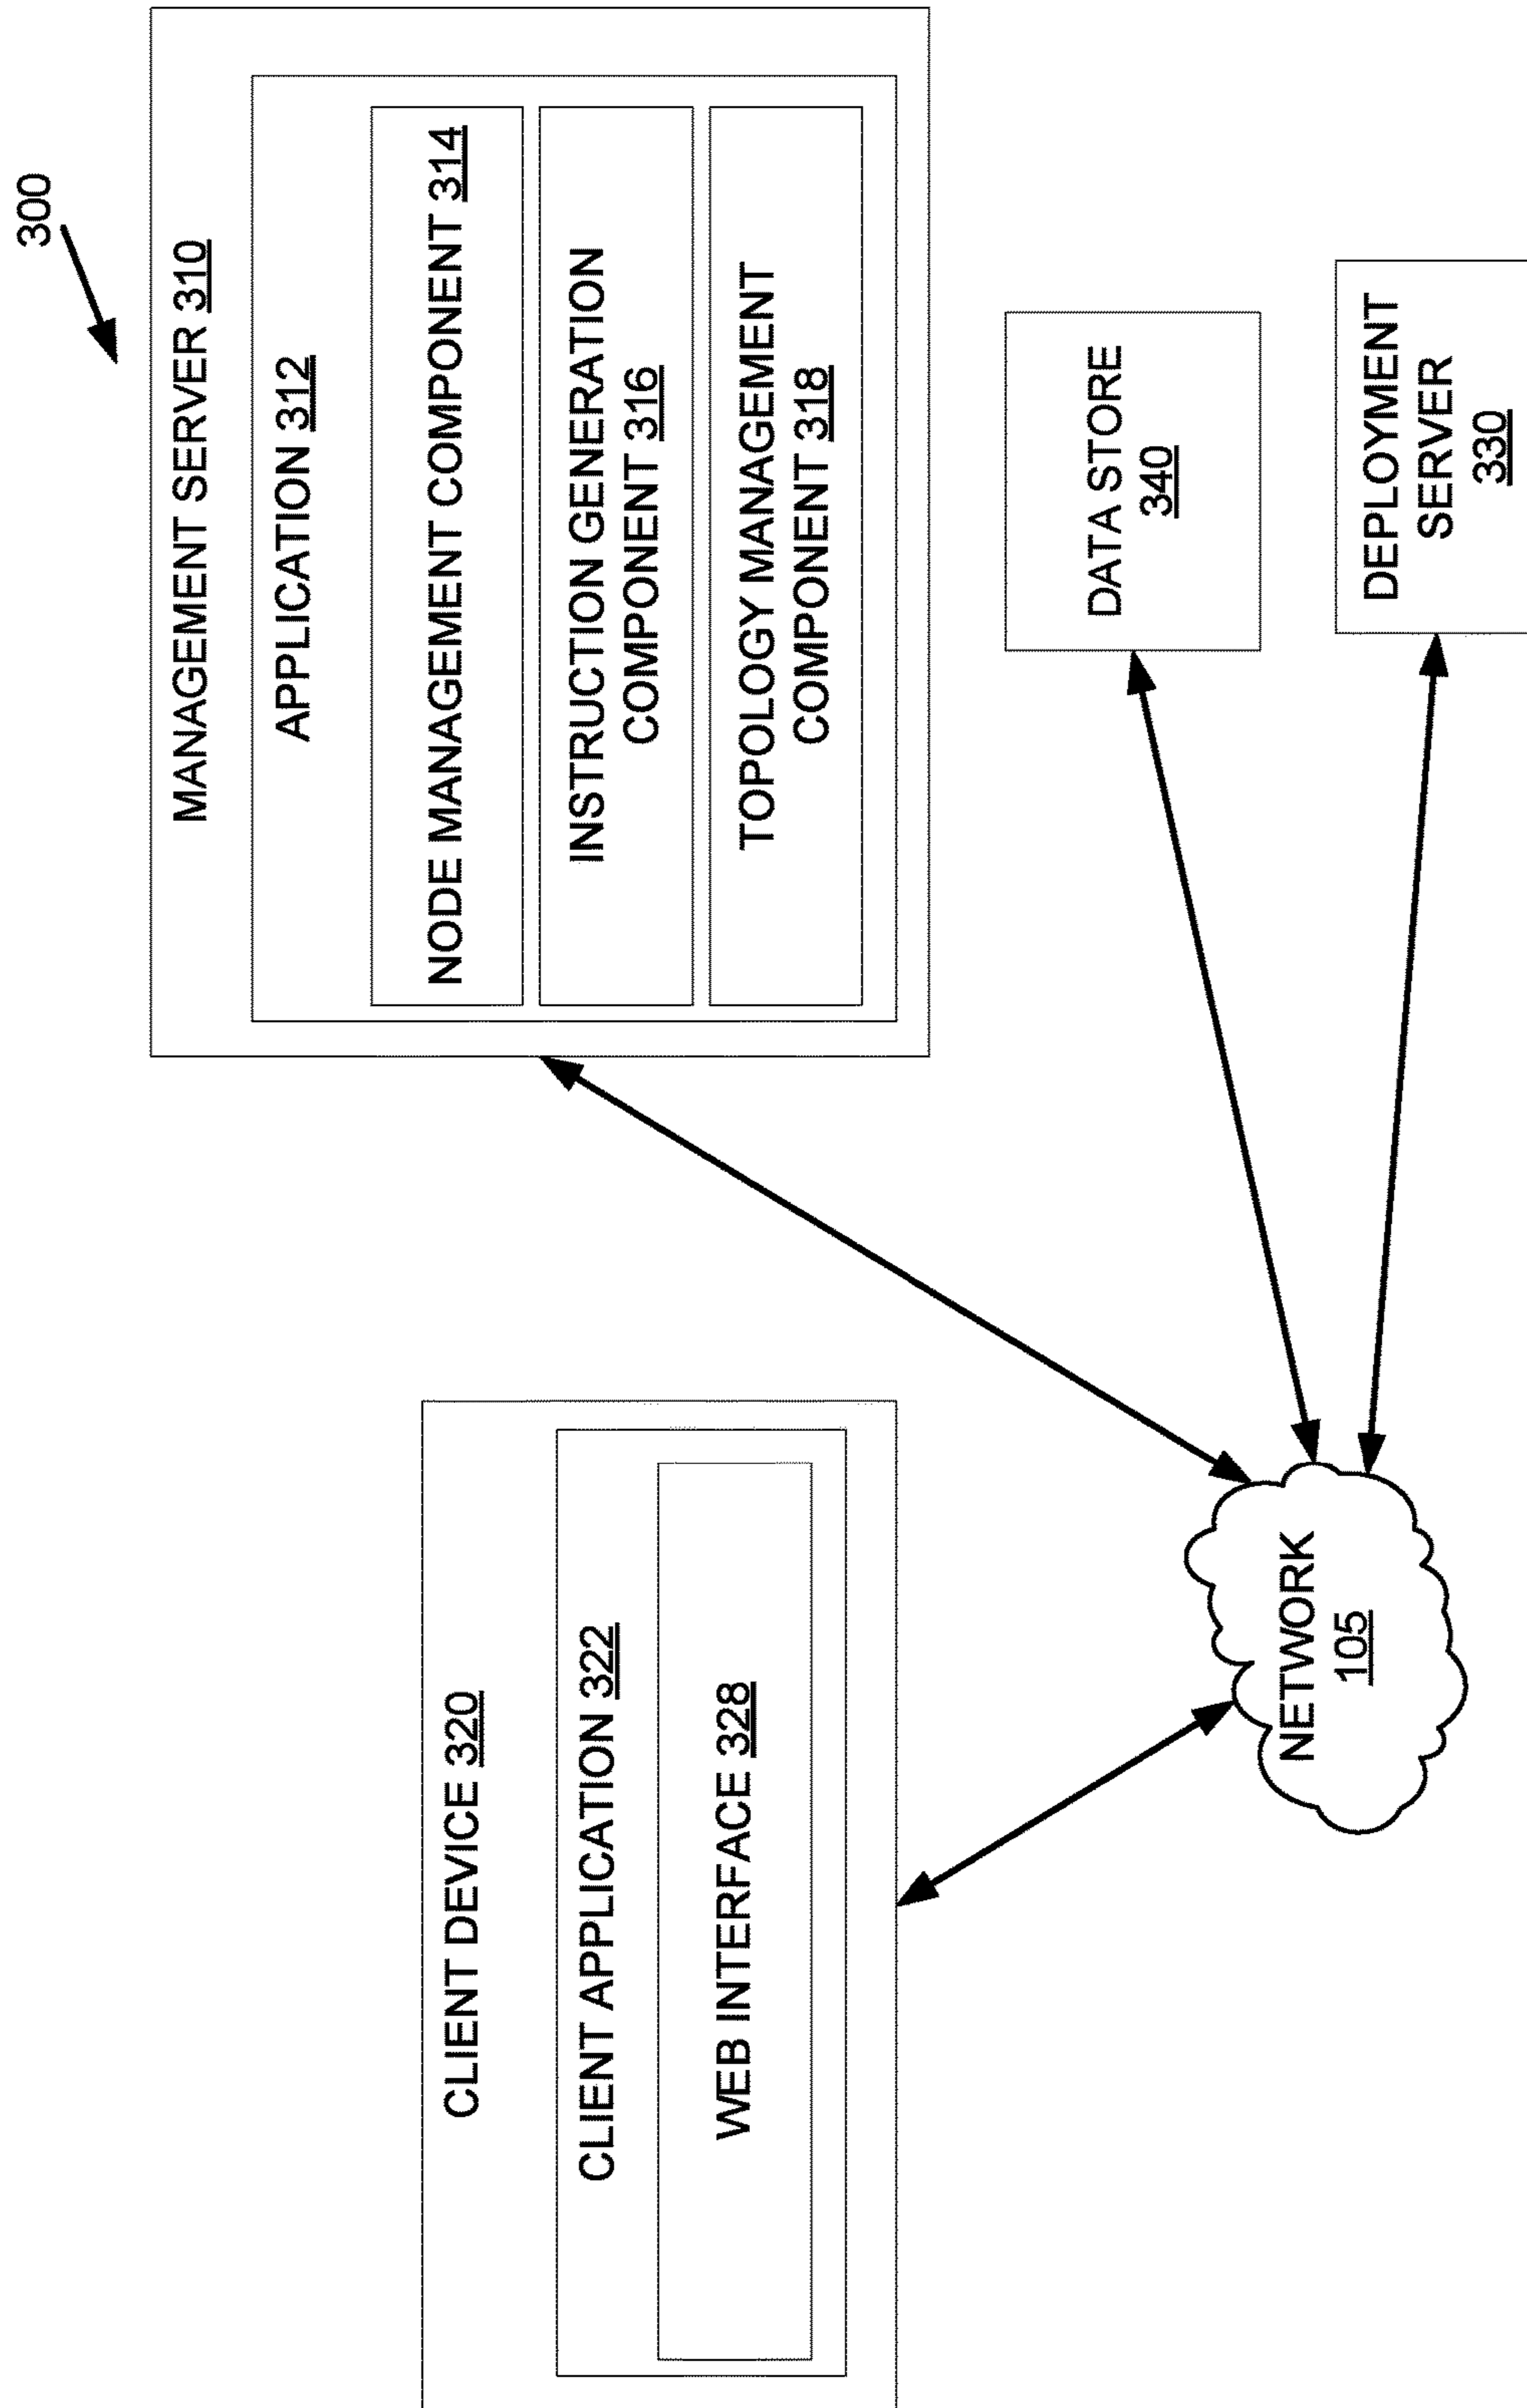 300
MANAGEMENT SERVER 310
APPLICATION 312
NODE MANAGEMENT COMPONENT 314
INSTRUCTION GENERATION
COMPONENT 316
TOPOLOGY MANAGEMENT
COMPONENT 318
CLIENT DEVICE 320
CLIENT APPLICATION 322
WEB INTERFACE 328
DATA STORE
340
NETWORK
105
DEPLOYMENT
SERVER
330